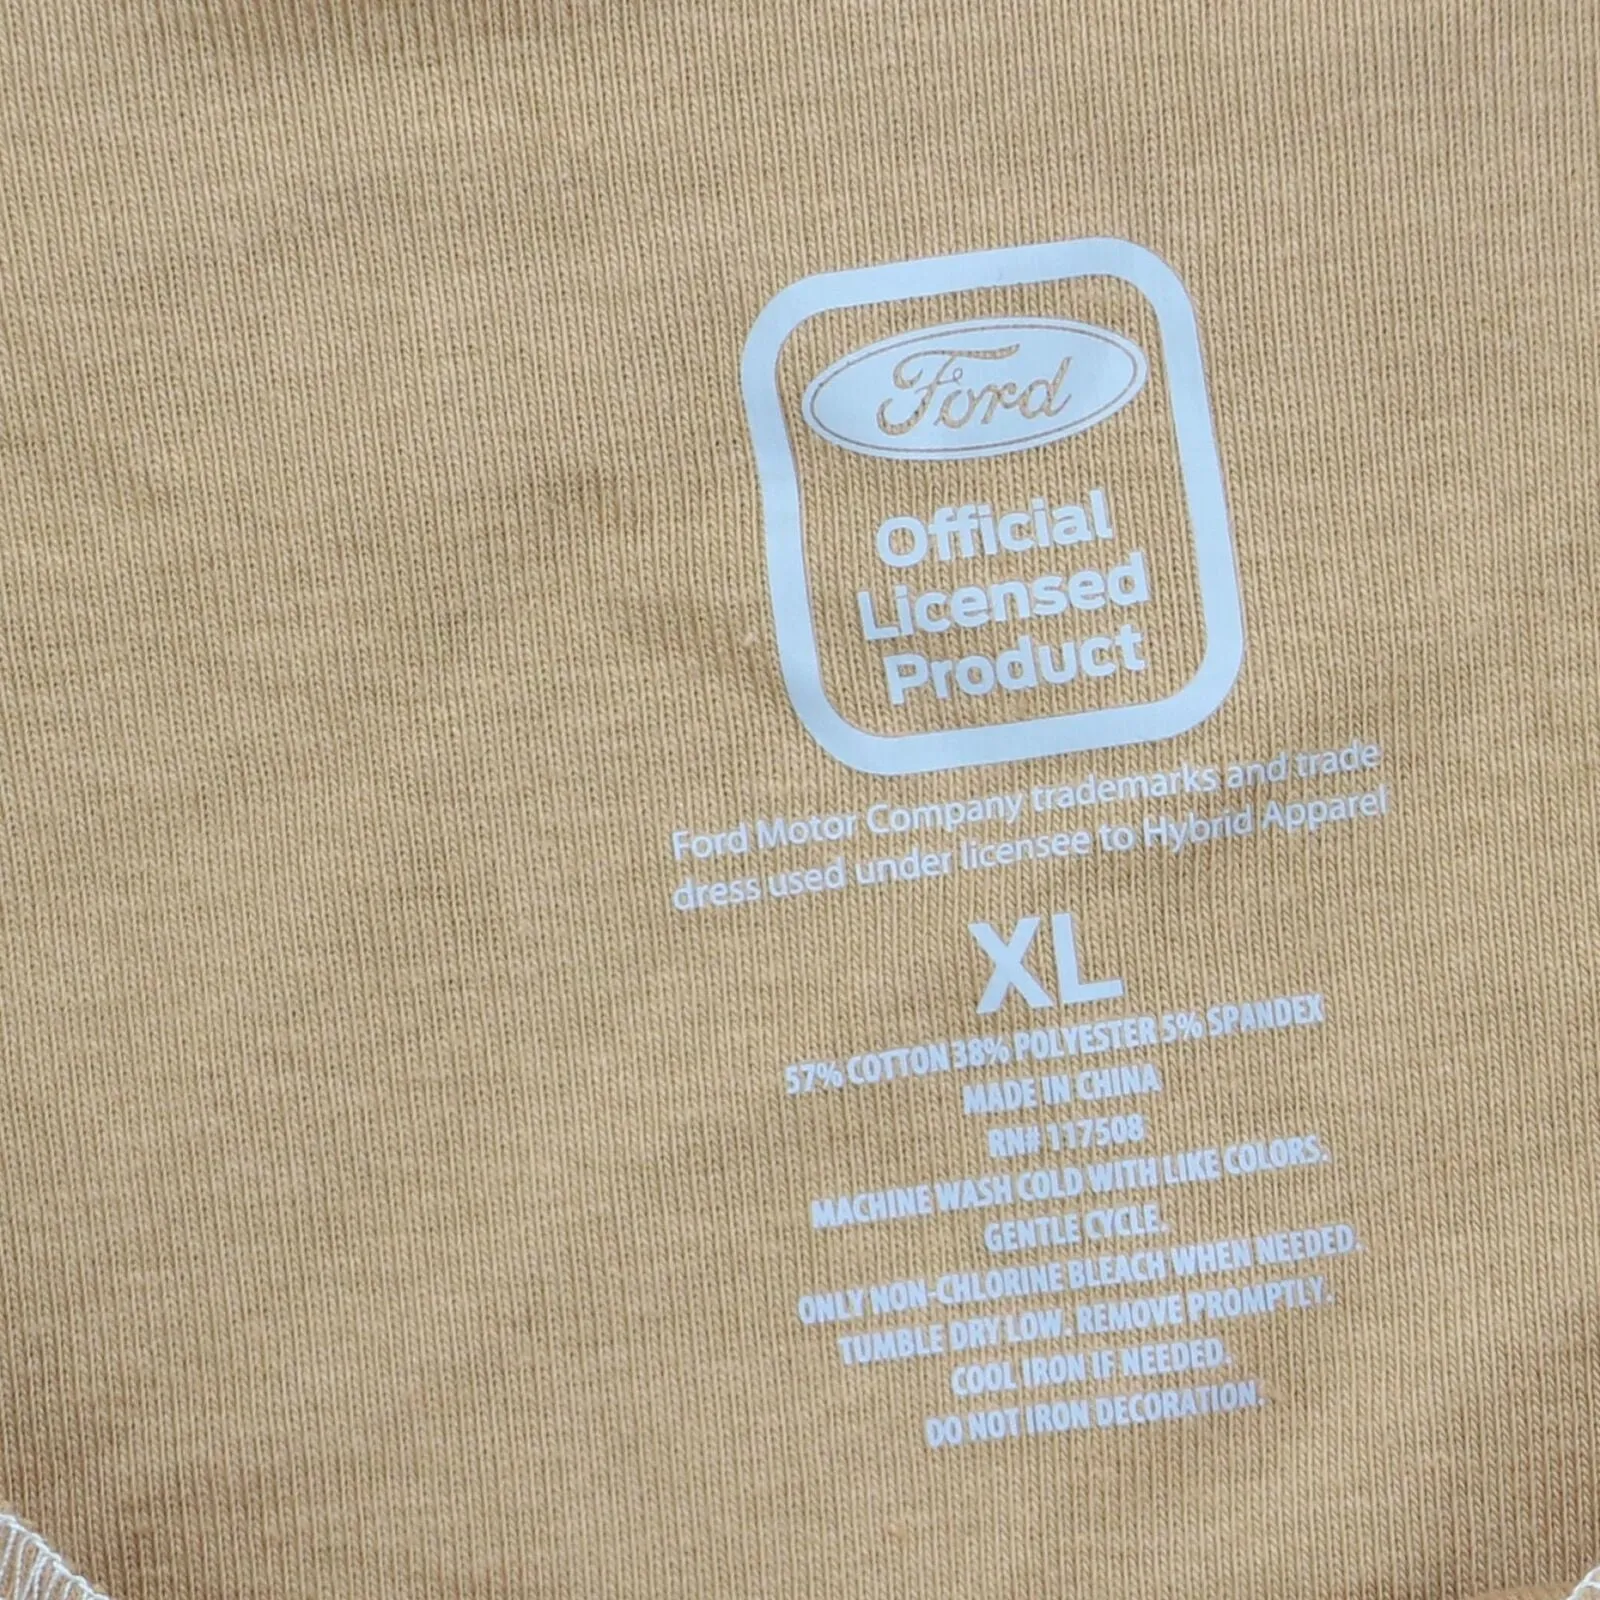 Ford
Official
Licensed
Product
Ford Motor Company trademarks and trade
dress used under licensee to Hybrid Apparel
XL
57% COTTON 38% POLYESTER 5% SPANDEX
MADE IN CHINA
RN# 117508
MACHINE WASH COLD WITH LIKE COLORS.
GENTLE CYCLE.
ONLY NON-CHLORINE BLEACH WHEN NEEDED.
TUMBLE DRY LOW. REMOVE PROMPTLY.
COOL IRON IF NEEDED.
DO NOT IRON DECORATION.